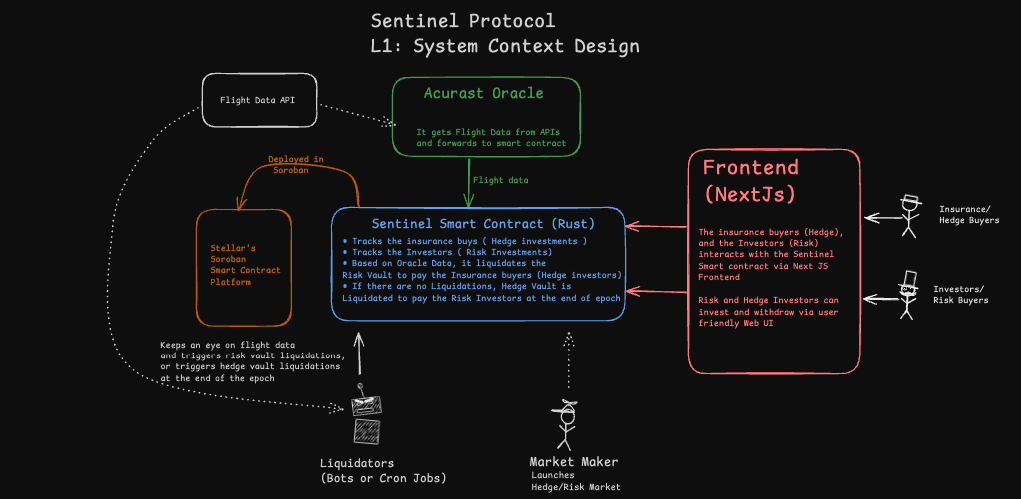 Sentinel Protocol
L1: System Context Design
Flight Data API
Acurast Oracle
It gets Flight Data from APIs
and forwards to smart contract
Deployed in
Soroban
Flight data
Stellar's
Soroban
Smart Contract
Platform
Sentinel Smart Contract (Rust)
* Tracks the insurance buys ( Hedge investments )
* Tracks the Investors ( Risk Investments)
* Based on Oracle Data, it liquidates the
Risk Vault to pay the Insurance buyers (Hedge investors)
* If there are no Liquidations, Hedge Vault is
Liquidated to pay the Risk Investors at the end of epoch
Frontend
(NextJs)
The insurance buyers (Hedge),
and the Investors (Risk)
interacts with the Sentinel
Smart contract via Next JS
Frontend
Risk and Hedge Investors can
invest and withdraw via user
friendly Web UI
Insurance/
Hedge Buyers
Investors/
Risk Buyers
Keeps an eye on flight data
and triggers risk vault liquidations,
or triggers hedge vault liquidations
at the end of the epoch
Liquidators
(Bots or Cron Jobs)
Market Maker
Launches
Hedge/Risk Market